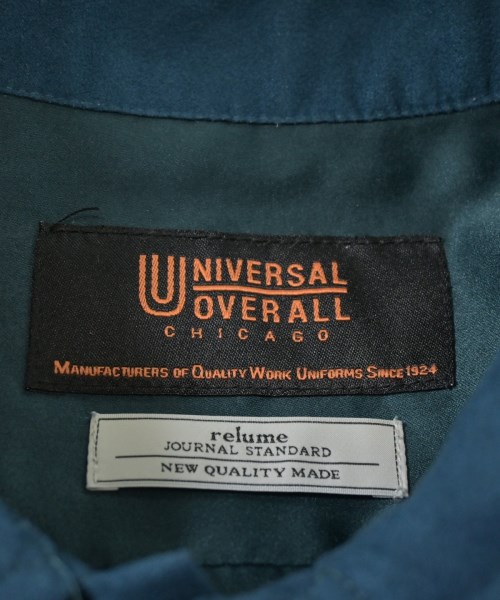 UNIVERSAL
OVERALL
CHICAGO
MANUFACTURERS OF QUALITY WORK UNIFORMS SINCE 1924
relume
JOURNAL STANDARD
NEW QUALITY MADE